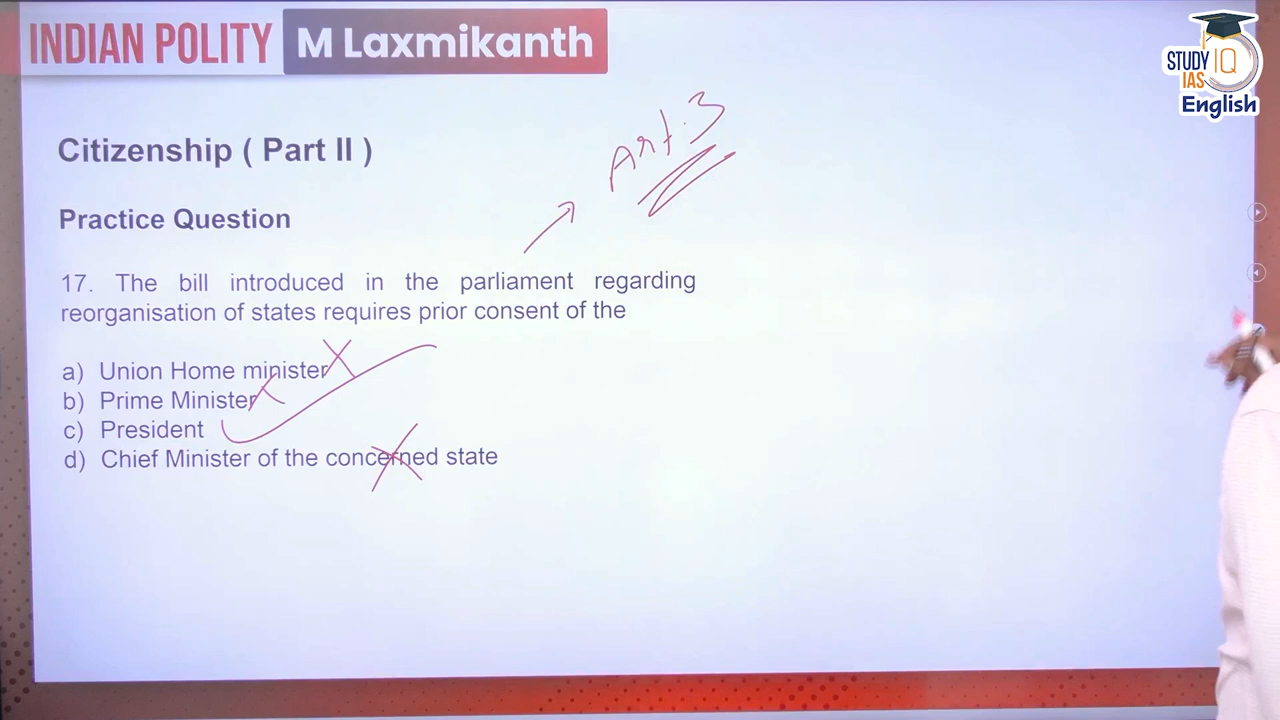 INDIAN POLITY M Laxmikanth
STUDY IQ
IAS
English
Citizenship ( Part II )
Art. 3
Practice Question
17. The bill introduced in the parliament regarding
reorganisation of states requires prior consent of the
a) Union Home minister
b) Prime Minister
c) President
d) Chief Minister of the concerned state